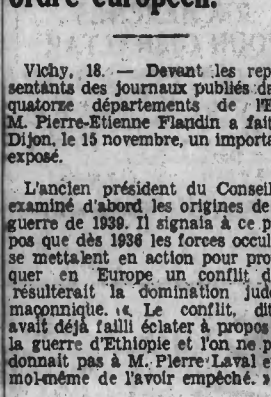 ordre européen.
Vichy, 18. — Devant les rep
sentants des journaux publiés da
quatorze départements de l'E
M. Pierre-Etienne Flandin a fait
Dijon, le 15 novembre, un importa
exposé.
L'ancien président du Conseil
examiné d'abord les origines de
guerre de 1939. Il signala à ce p
pos que dès 1936 les forces occul
se mettaient en action pour pro
quer en Europe un conflit d
résulterait la domination judé
maçonnique. « Le conflit, dit
avait déjà failli éclater à propos
la guerre d'Ethiopie et l'on ne p
donnait pas à M. Pierre Laval e
moi-même de l'avoir empêché. »